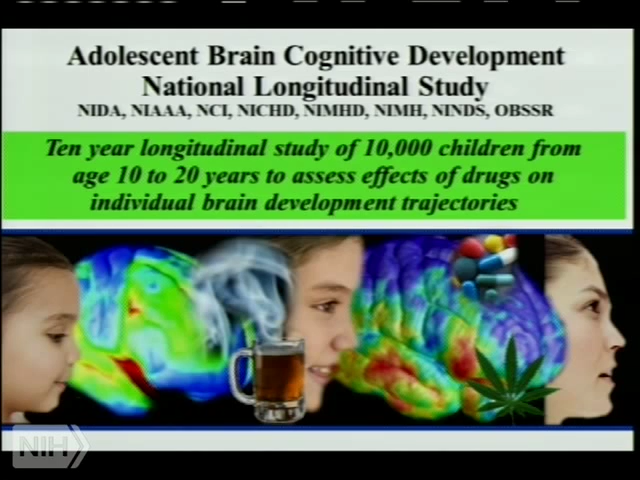 Adolescent Brain Cognitive Development
National Longitudinal Study
NIDA, NIAAA, NCI, NICHD, NIMHD, NIMH, NINDS, OBSSR
Ten year longitudinal study of 10,000 children from
age 10 to 20 years to assess effects of drugs on
individual brain development trajectories
NIH